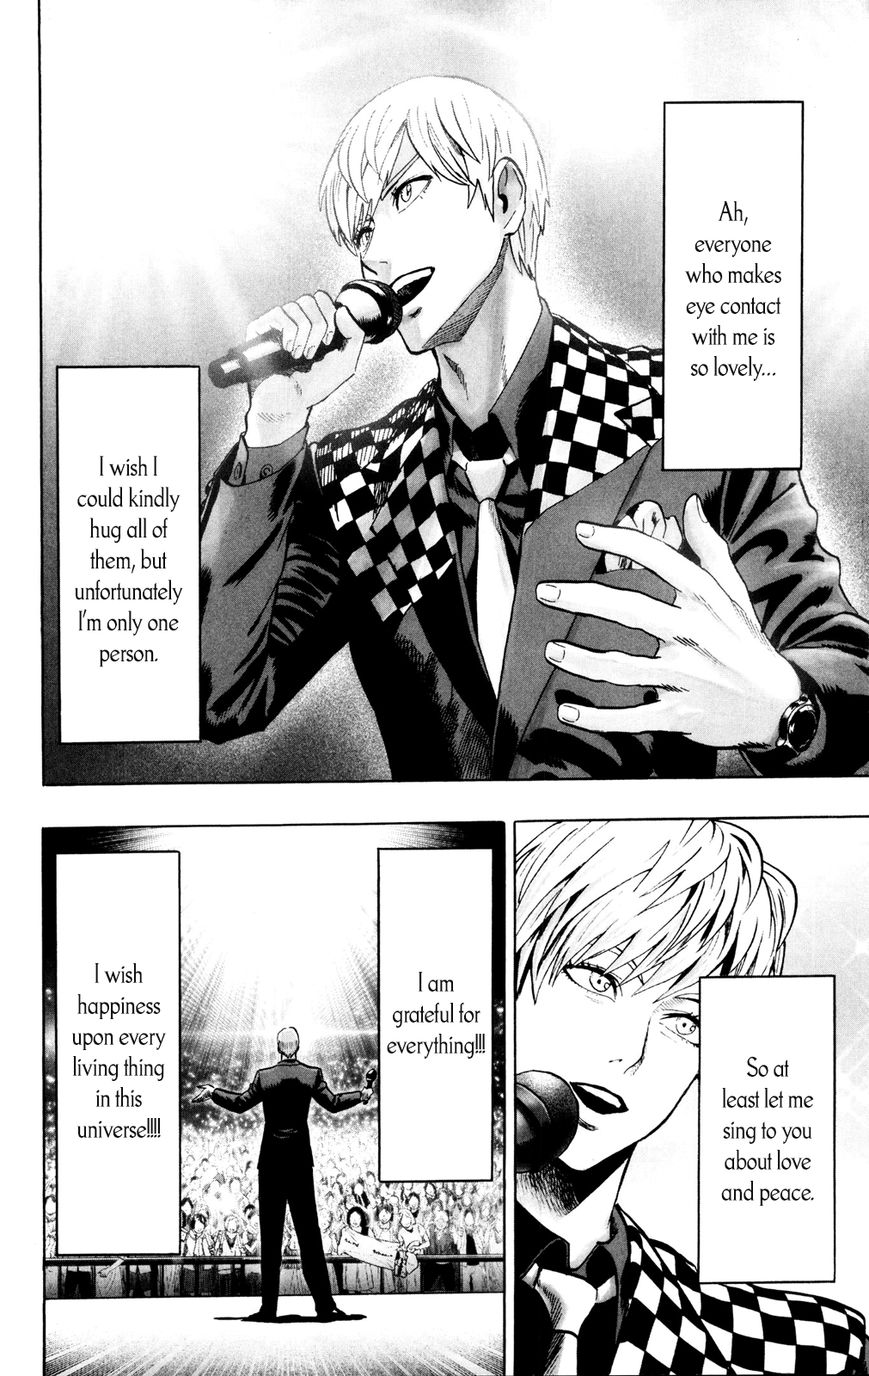 Ah,
everyone
who makes
eye contact
with me is
so lovely...
I wish I
could kindly
hug all of
them, but
unfortunately
I'm only one
person.
So at
least let me
sing to you
about love
and peace.
I am
grateful for
everything!!!
I wish
happiness
upon every
living thing
in this
universe!!!!